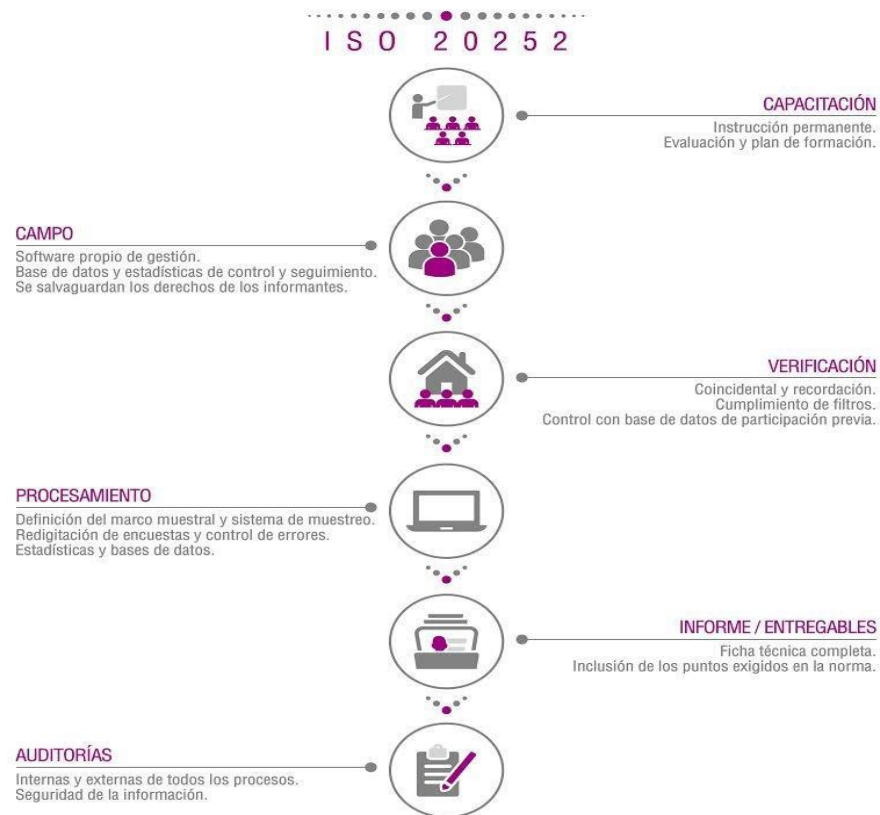 ISO 20252
CAPACITACIÓN
Instrucción permanente.
Evaluación y plan de formación.
CAMPO
Software propio de gestión.
Base de datos y estadísticas de control y seguimiento.
Se salvaguardan los derechos de los informantes.
VERIFICACIÓN
Coincidental y recordación.
Cumplimiento de filtros.
Control con base de datos de participación previa.
PROCESAMIENTO
Definición del marco muestral y sistema de muestreo.
Redigitación de encuestas y control de errores.
Estadísticas y bases de datos.
INFORME / ENTREGABLES
Ficha técnica completa.
Inclusión de los puntos exigidos en la norma.
AUDITORÍAS
Internas y externas de todos los procesos.
Seguridad de la información.